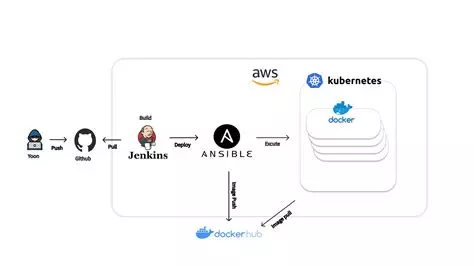 aws
kubernetes
docker
Build
Yoon
Push
Github
Pull
Jenkins
Deploy
A
ANSIBLE
Excute
Image Push
Image pull
dockerhub